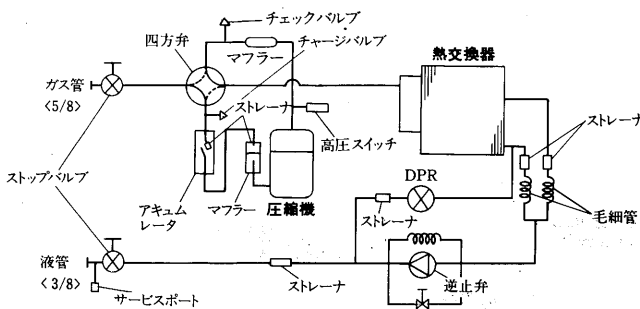 チェックバルブ
四方弁
マフラー
チャージバルブ
熱交換器
ガス管
<5/8>
ストレーナ
高圧スイッチ
ストレーナ
ストップバルブ
DPR
アキュム
レータ
マフラー
圧縮機
ストレーナ
毛細管
液管
<3/8>
サービスポート
ストレーナ
逆止弁